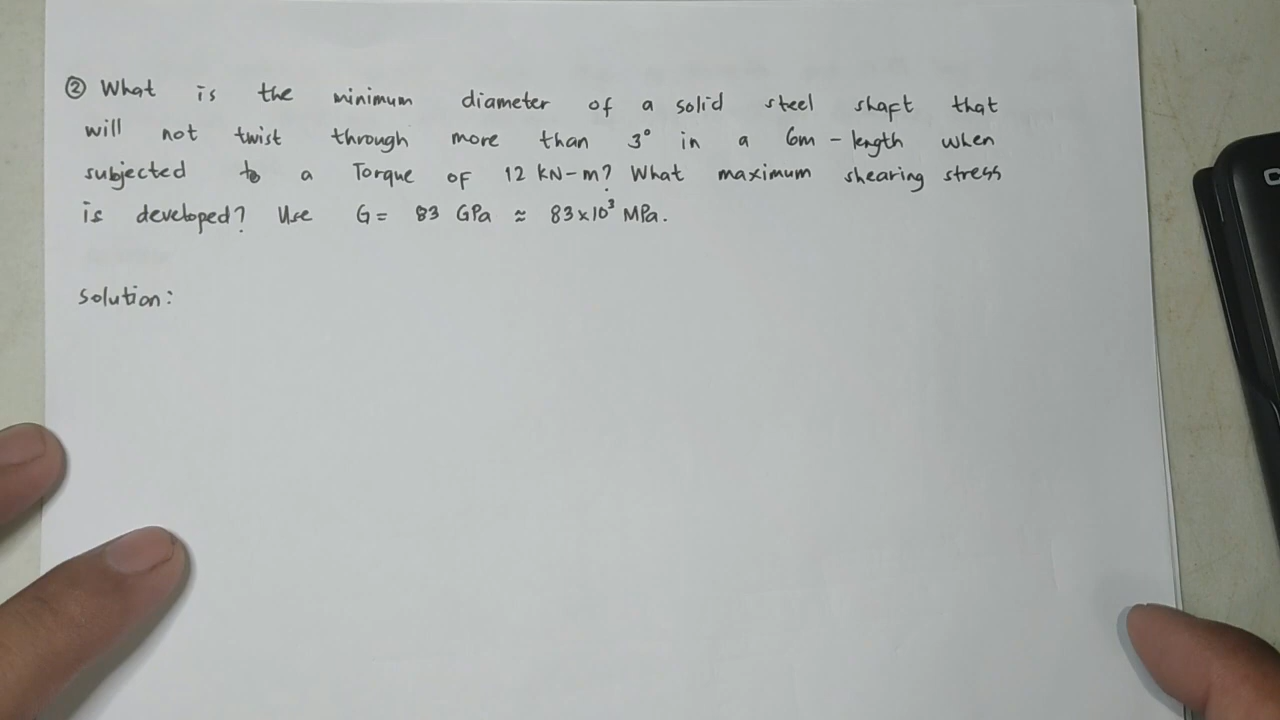 ② What is the minimum diameter of a solid steel shaft that
will not twist through more than 3° in a 6m - length when
subjected to a Torque of 12 kN-m? What maximum shearing stress
is developed? Use G = 83 GPa ≈ 83x10³ MPa.
Solution: